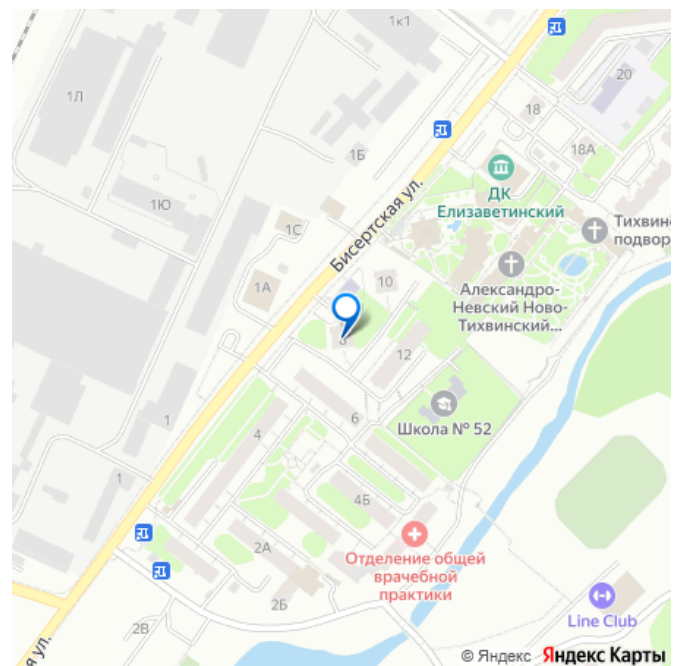 1к1
1Л
20
18
18А
1Б
ДК
Елизаветинский
1Ю
Бисертская ул.
1С
Тихвин
подвор
10
1А
Александро-
Невский Ново-
Тихвинский...
8
12
1
6
4
Школа № 52
1
4Б
2А
Отделение общей
врачебной
практики
2Б
2В
Line Club
ая ул.
© Яндекс Яндекс Карты